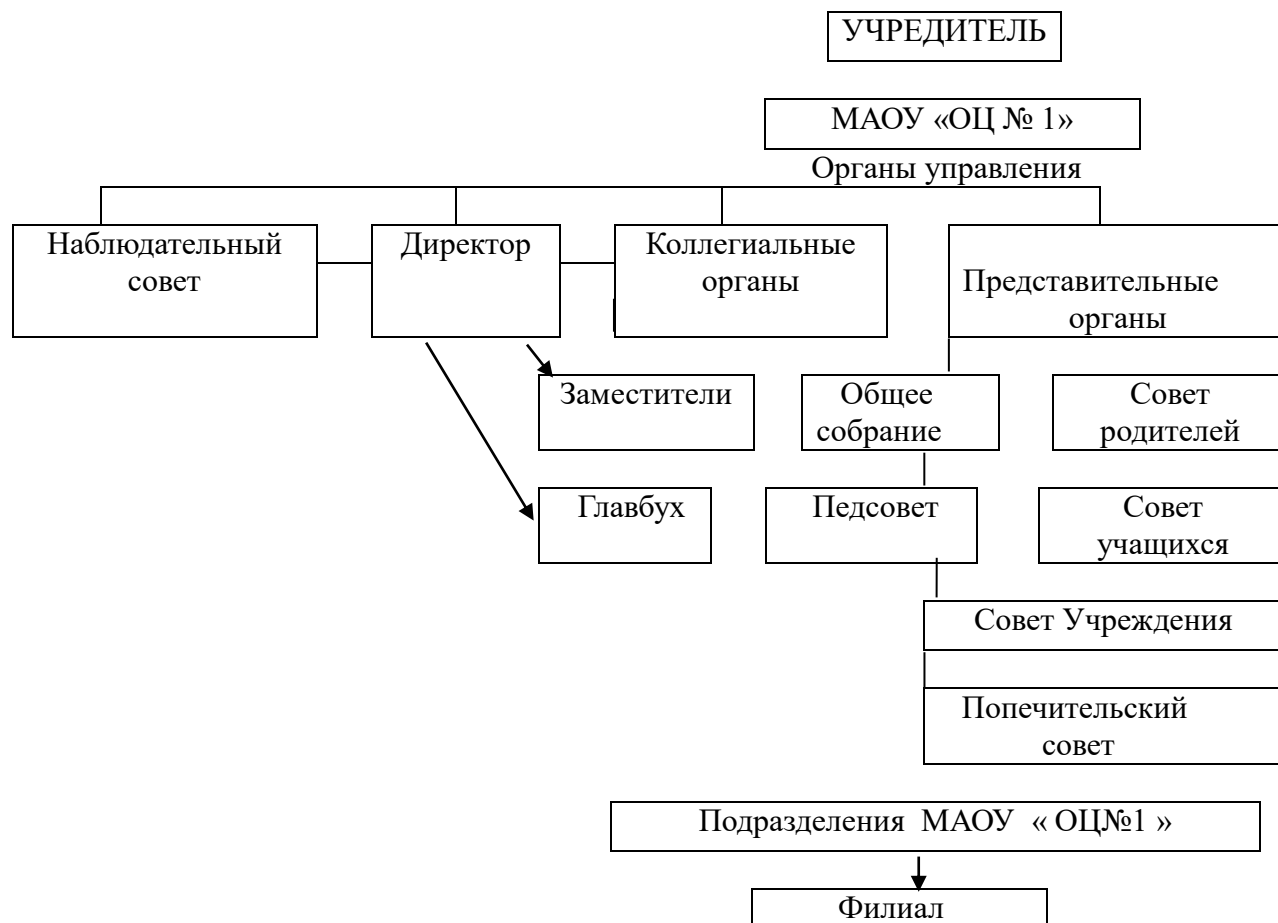 УЧРЕДИТЕЛЬ
МАОУ «ОЦ № 1»
Органы управления
Наблюдательный
совет
Директор
Коллегиальные
органы
Представительные
органы
Заместители
Общее
собрание
Совет
родителей
Главбух
Педсовет
Совет
учащихся
Совет Учреждения
Попечительский
совет
Подразделения МАОУ « ОЦ№1 »
Филиал